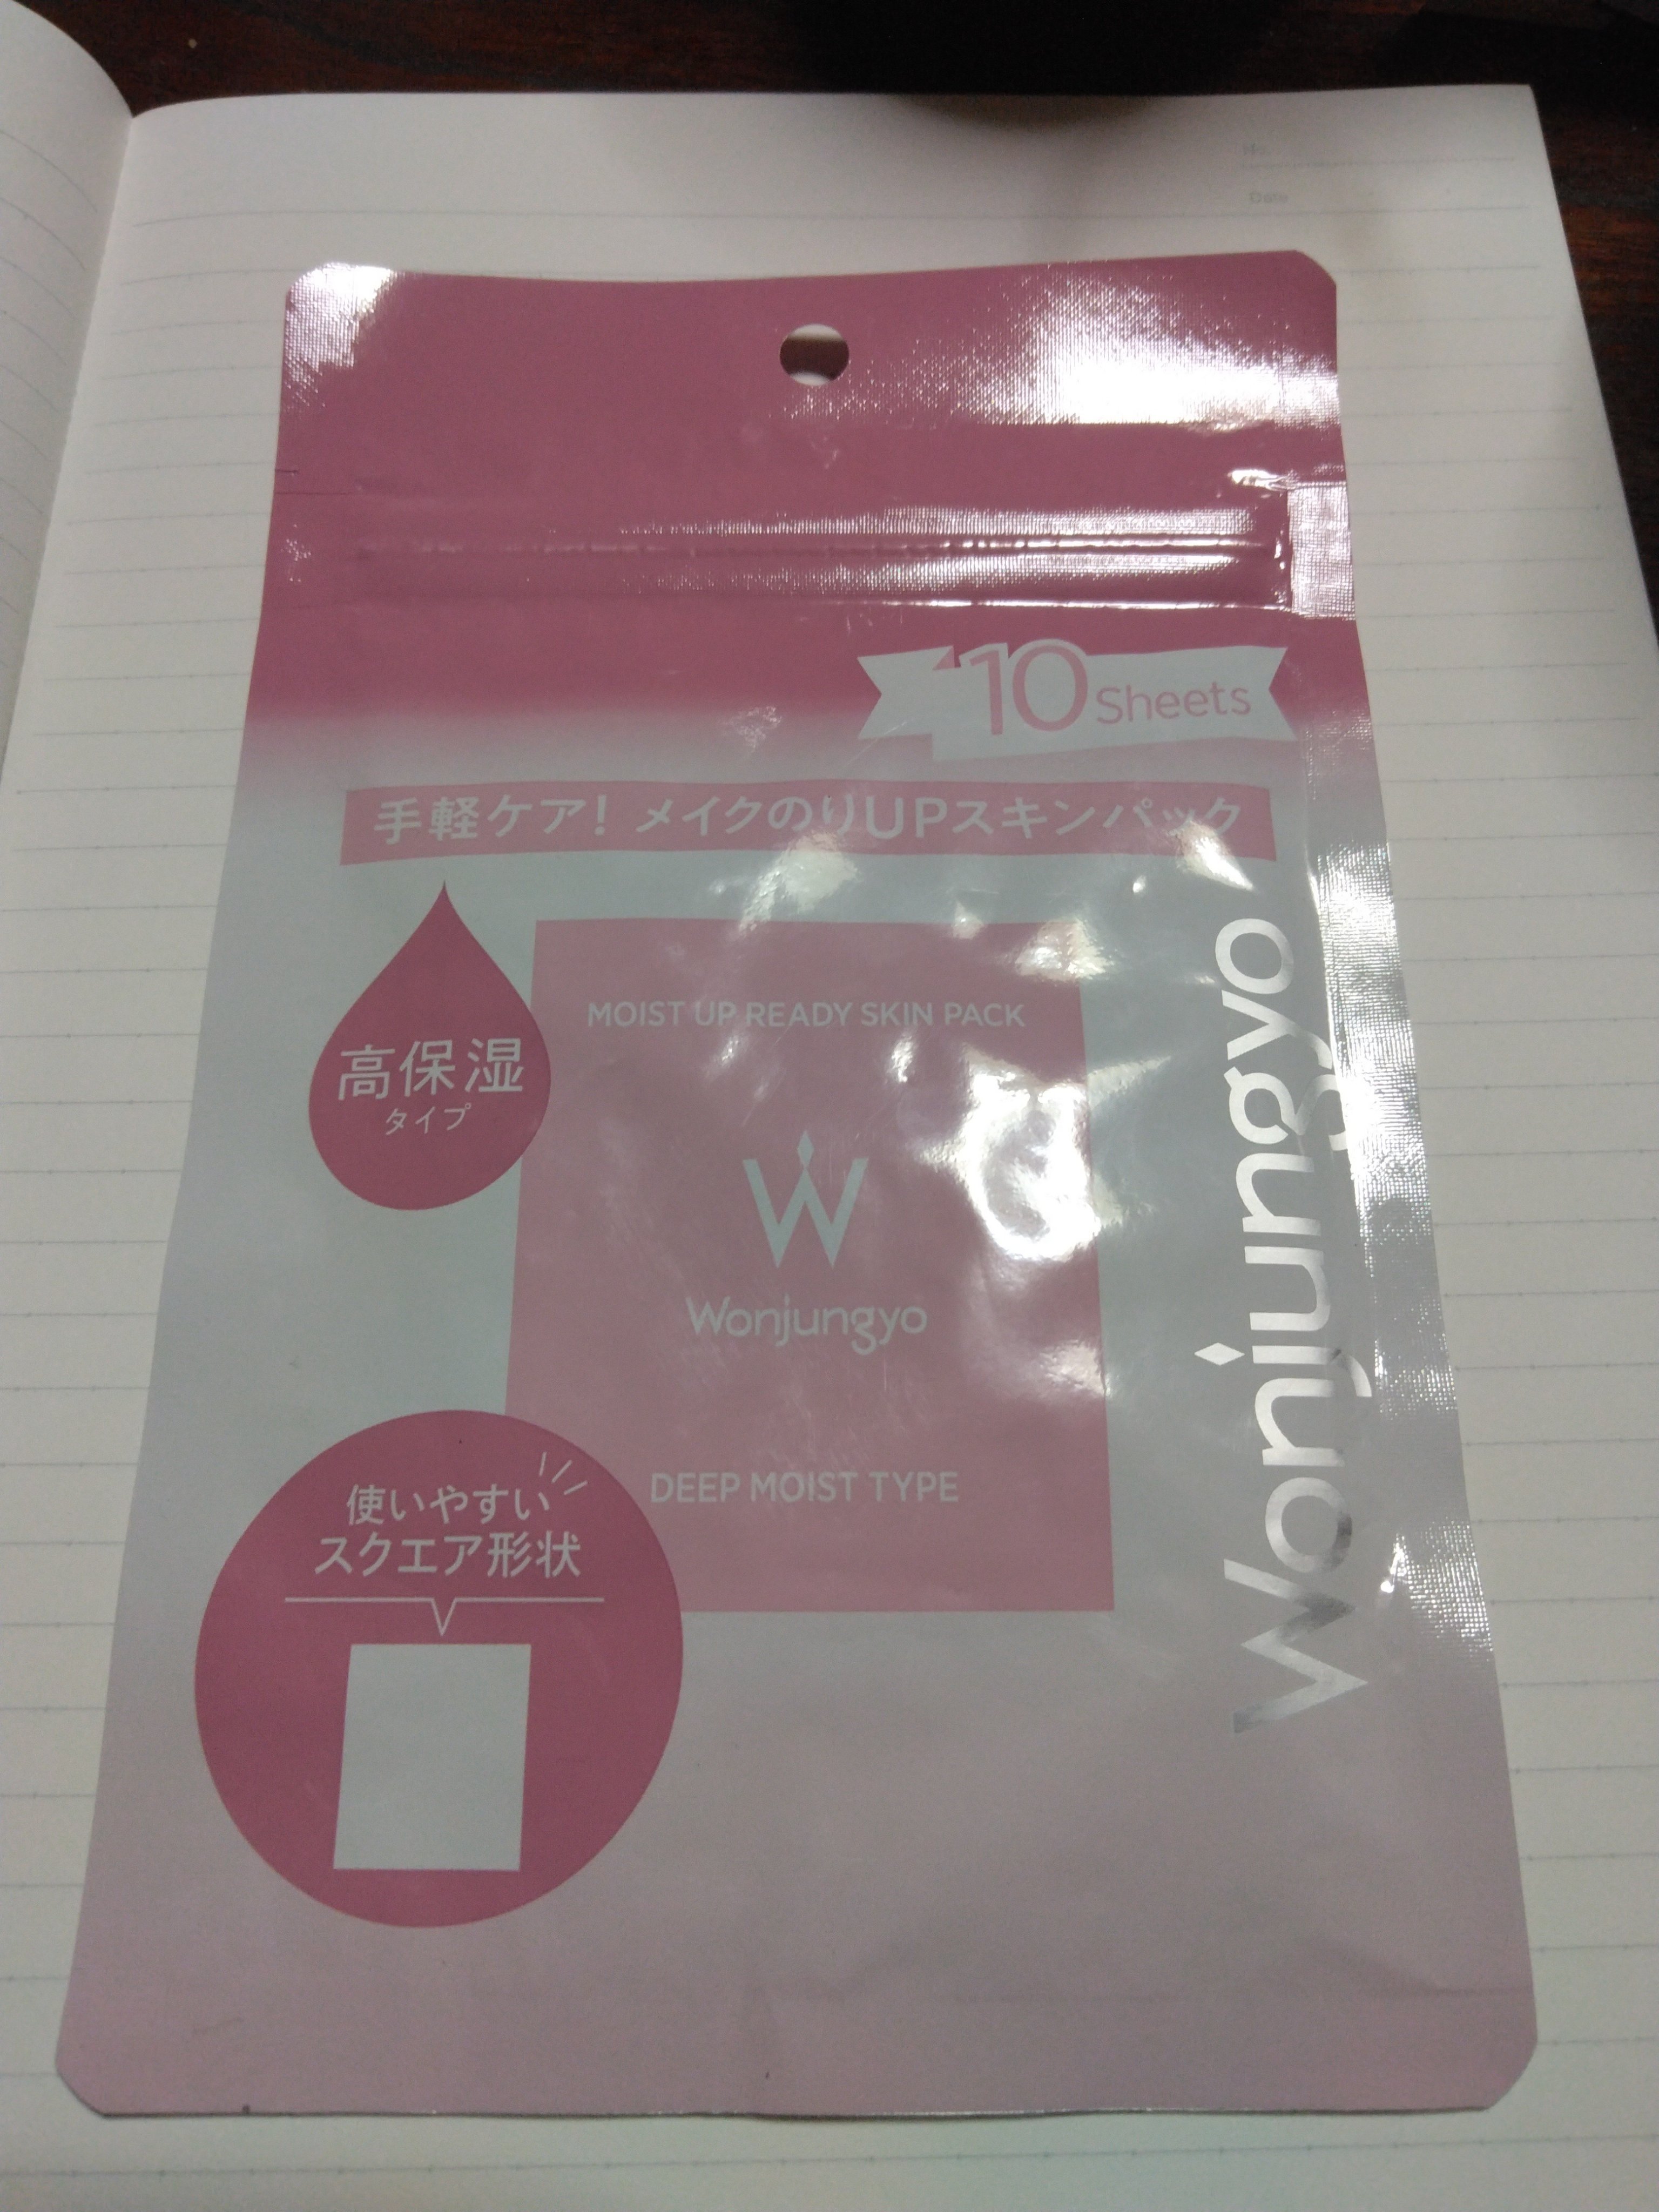 No.
Date
10 Sheets
手軽ケア! メイクのりUPスキンパック
高保湿
タイプ
MOIST UP READY SKIN PACK
W
Wonjungyo
DEEP MOIST TYPE
使いやすい
スクエア形状
Wonjungyo